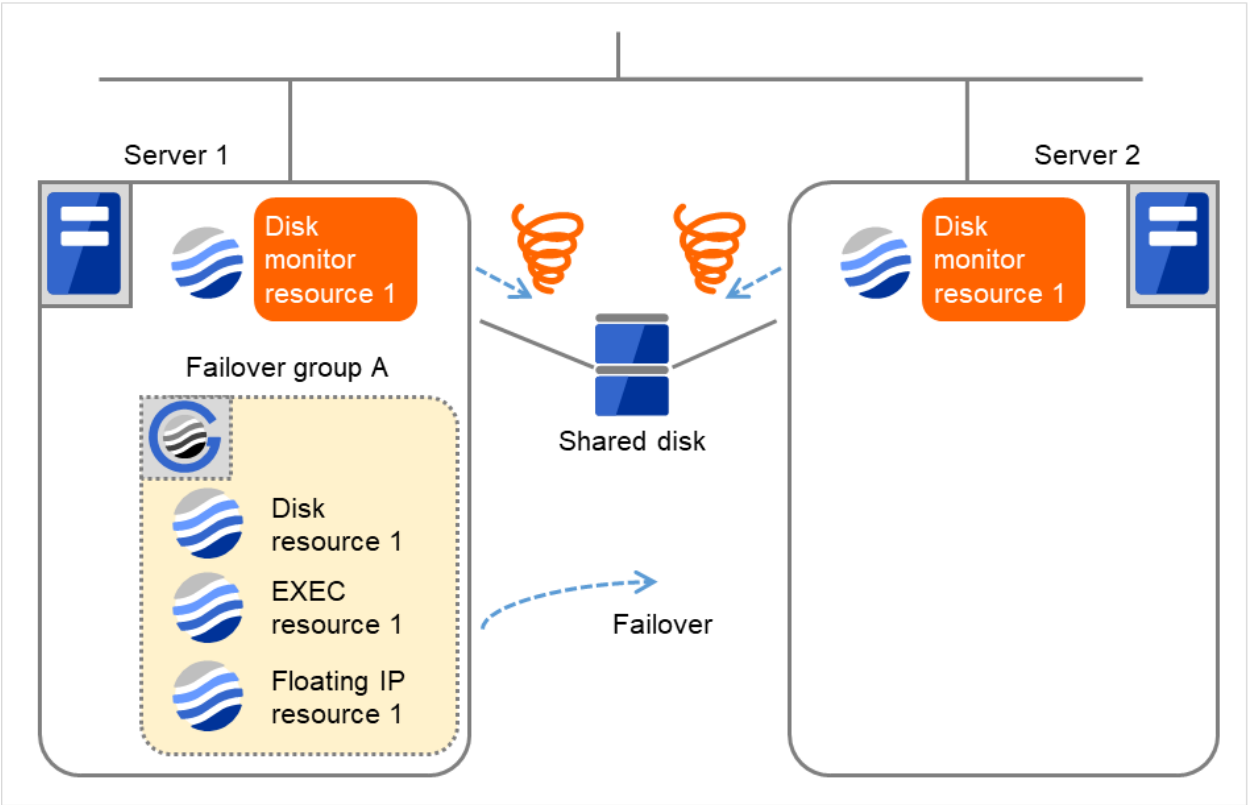 Server 1
Server 2
Disk
monitor
resource 1
Disk
monitor
resource 1
Failover group A
Shared disk
Disk
resource 1
EXEC
resource 1
Failover
Floating IP
resource 1